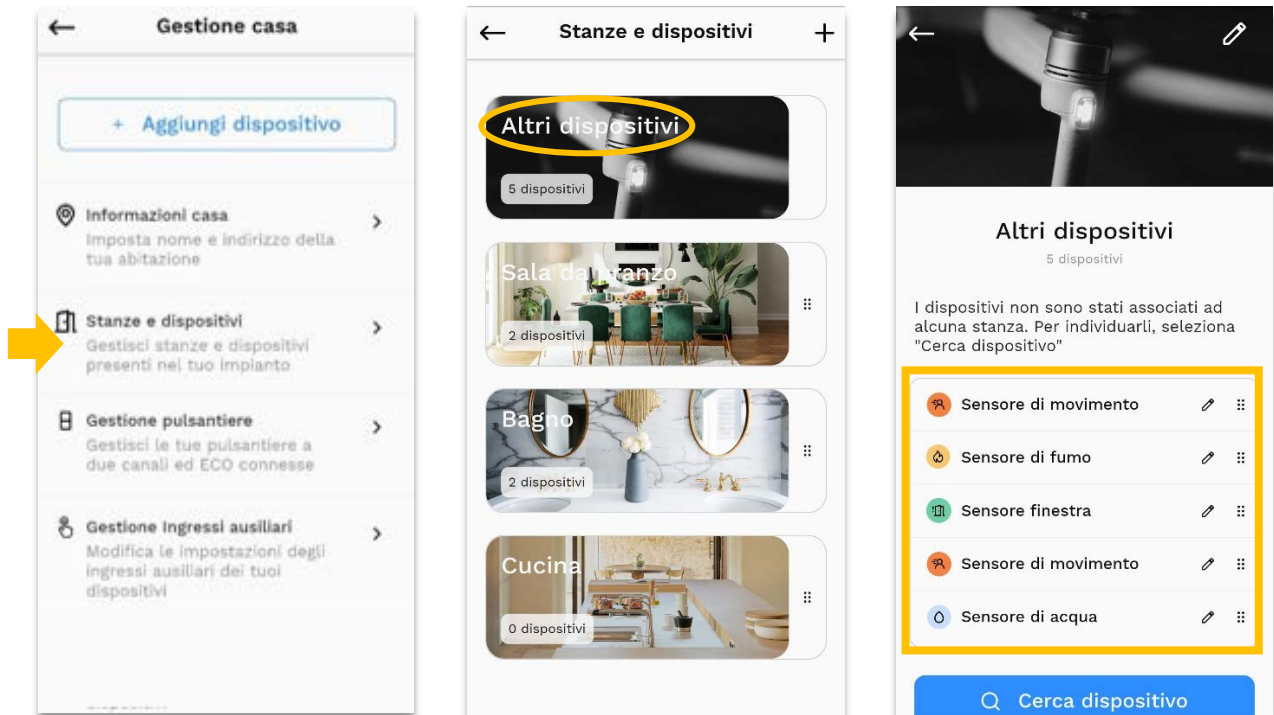 Gestione casa
+ Aggiungi dispositivo
Informazioni casa
Imposta nome e indirizzo della
tua abitazione
Stanze e dispositivi
Gestisci stanze e dispositivi
presenti nel tuo impianto
Gestione pulsantiere
Gestisci le tue pulsantiere a
due canali ed ECO connesse
Gestione Ingressi ausiliari
Modifica le impostazioni degli
ingressi ausiliari dei tuoi
dispositivi
Stanze e dispositivi
Altri dispositivi
5 dispositivi
Sala da pranzo
2 dispositivi
Bagno
2 dispositivi
Cucina
0 dispositivi
Altri dispositivi
5 dispositivi
I dispositivi non sono stati associati ad
alcuna stanza. Per individuarli, seleziona
"Cerca dispositivo"
Sensore di movimento
Sensore di fumo
Sensore finestra
Sensore di movimento
Sensore di acqua
Cerca dispositivo